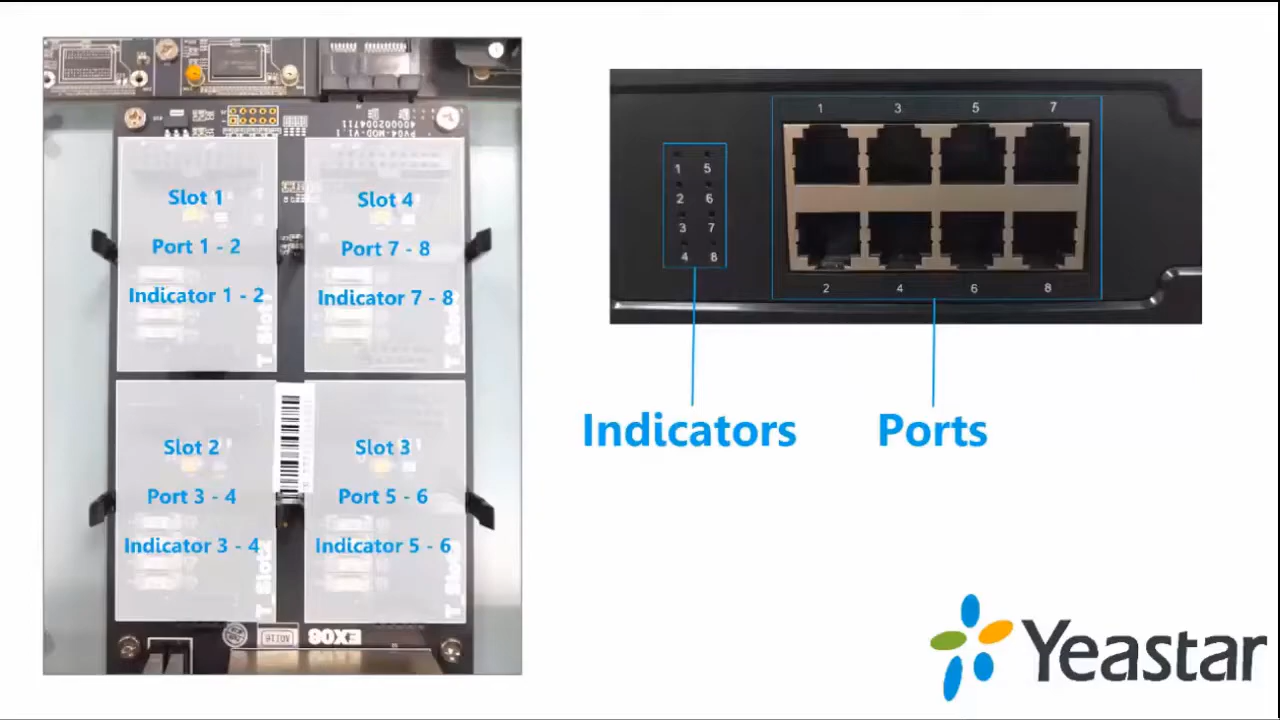 Slot 1
Port 1 - 2
Indicator 1 - 2
Slot 4
Port 7 - 8
Indicator 7 - 8
Slot 2
Port 3 - 4
Indicator 3 - 4
Slot 3
Port 5 - 6
Indicator 5 - 6
T_Slot1
T_Slot2
EX08
1 3 5 7
1 5
2 6
3 7
4 8
2 4 6 8
Indicators
Ports
Yeastar